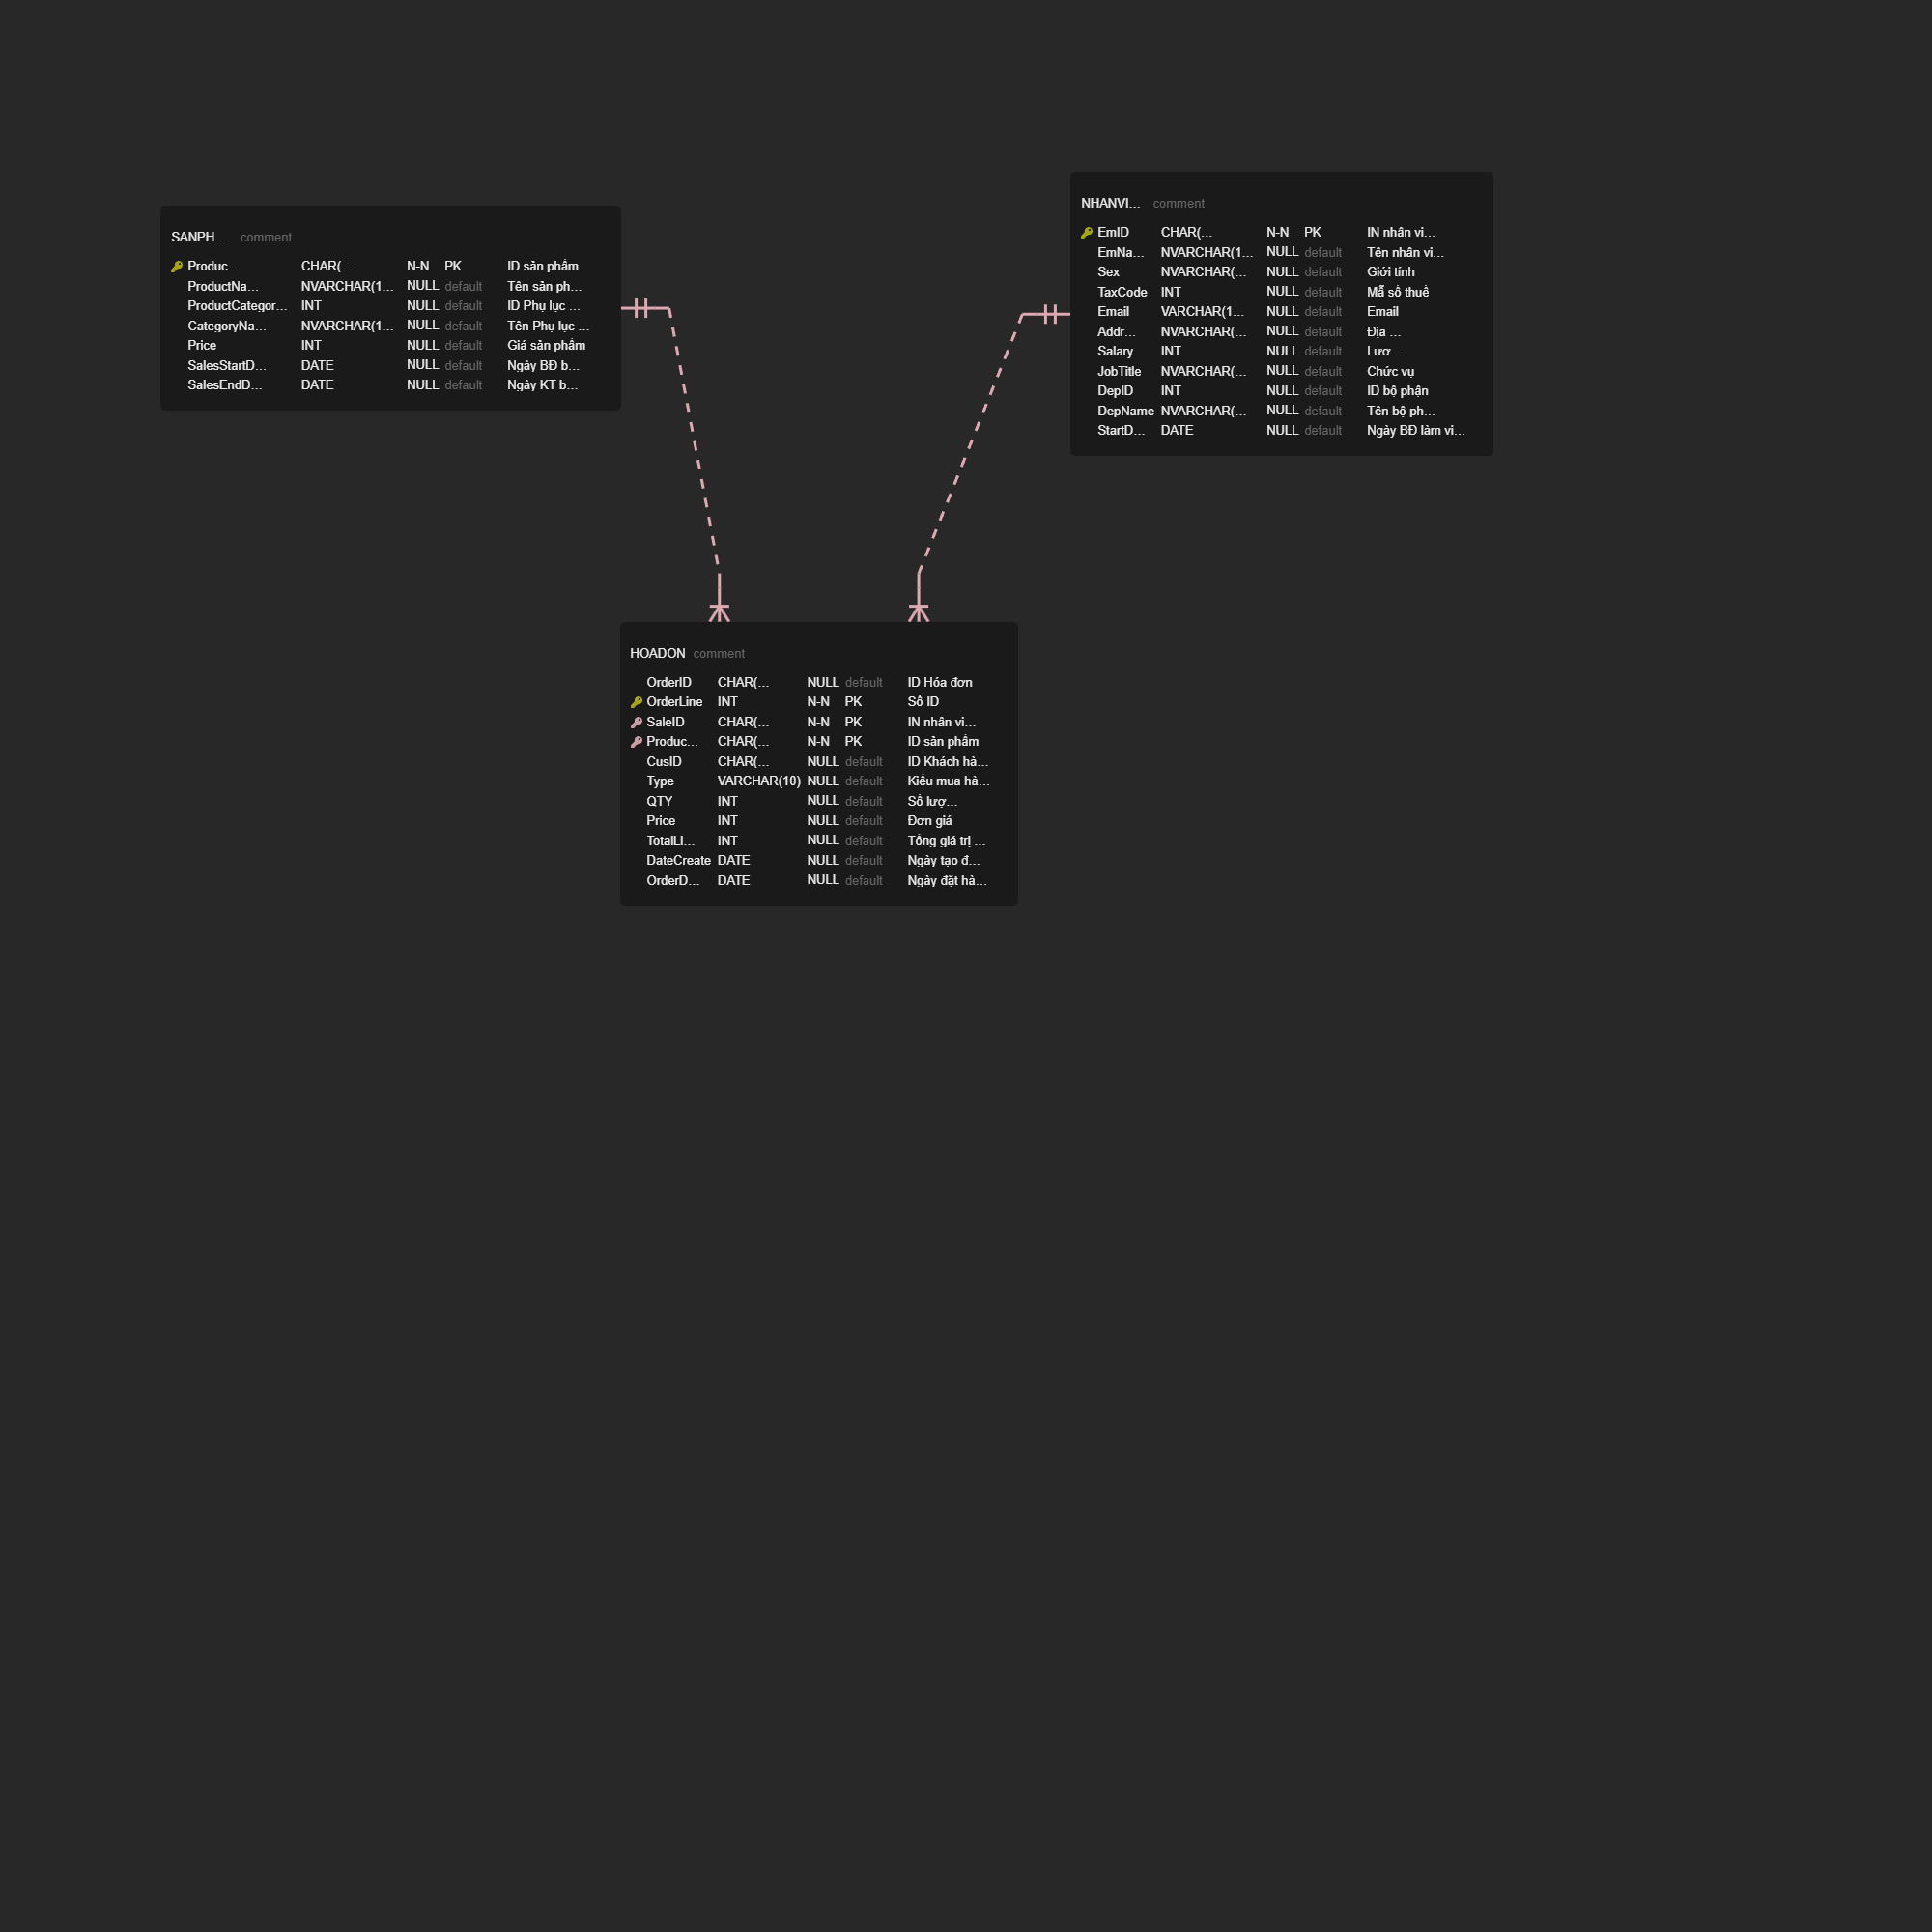 SANPH... comment
Produc... CHAR(... N-N PK ID sản phẩm
ProductNa... NVARCHAR(1... NULL default Tên sản ph...
ProductCategor... INT NULL default ID Phụ lục ...
CategoryNa... NVARCHAR(1... NULL default Tên Phụ lục ...
Price INT NULL default Giá sản phẩm
SalesStartD... DATE NULL default Ngày BĐ b...
SalesEndD... DATE NULL default Ngày KT b...
NHANVI... comment
EmID CHAR(... N-N PK IN nhân vi...
EmNa... NVARCHAR(1... NULL default Tên nhân vi...
Sex NVARCHAR(... NULL default Giới tính
TaxCode INT NULL default Mẫ số thuế
Email VARCHAR(1... NULL default Email
Addr... NVARCHAR(... NULL default Địa ...
Salary INT NULL default Lươ...
JobTitle NVARCHAR(... NULL default Chức vụ
DepID INT NULL default ID bộ phận
DepName NVARCHAR(... NULL default Tên bộ ph...
StartD... DATE NULL default Ngày BĐ làm vi...
HOADON comment
OrderID CHAR(... NULL default ID Hóa đơn
OrderLine INT N-N PK Số ID
SaleID CHAR(... N-N PK IN nhân vi...
Produc... CHAR(... N-N PK ID sản phẩm
CusID CHAR(... NULL default ID Khách hà...
Type VARCHAR(10) NULL default Kiểu mua hà...
QTY INT NULL default Số lượ...
Price INT NULL default Đơn giá
TotalLi... INT NULL default Tổng giá trị ...
DateCreate DATE NULL default Ngày tạo đ...
OrderD... DATE NULL default Ngày đặt hà...